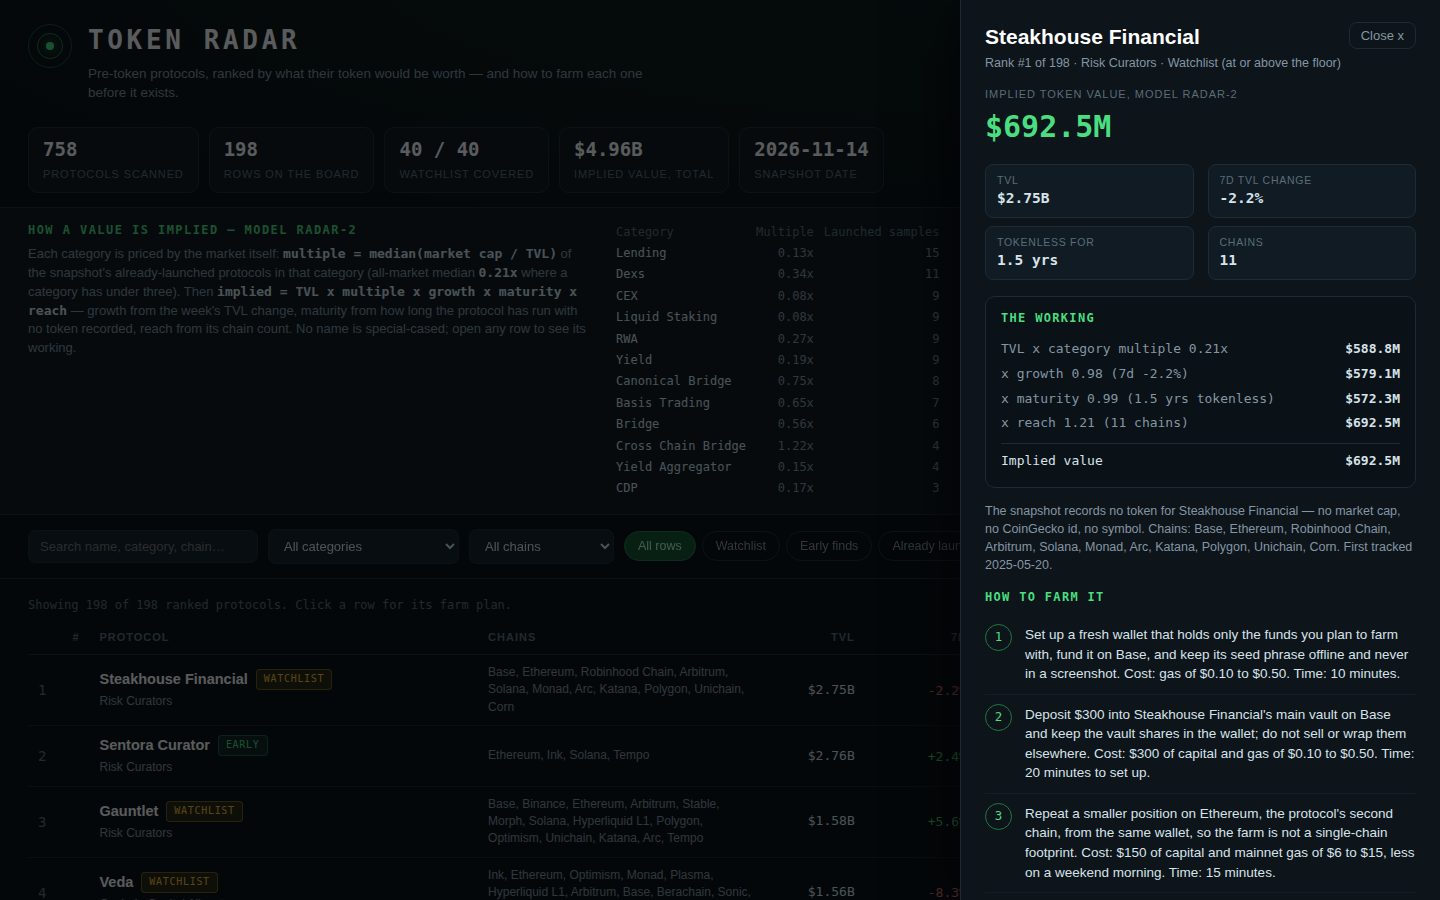 TOKEN RADAR
Pre-token protocols, ranked by what their token would be worth — and how to farm each one
before it exists.
758
PROTOCOLS SCANNED
198
ROWS ON THE BOARD
40 / 40
WATCHLIST COVERED
$4.96B
IMPLIED VALUE, TOTAL
2026-11-14
SNAPSHOT DATE
HOW A VALUE IS IMPLIED — MODEL RADAR-2
Each category is priced by the market itself: multiple = median(market cap / TVL) of
the snapshot's already-launched protocols in that category (all-market median 0.21x where a
category has under three). Then implied = TVL x multiple x growth x maturity x
reach — growth from the week's TVL change, maturity from how long the protocol has run with
no token recorded, reach from its chain count. No name is special-cased; open any row to see its
working.
Category Multiple Launched samples
Lending 0.13x 15
Dexs 0.34x 11
CEX 0.08x 9
Liquid Staking 0.08x 9
RWA 0.27x 9
Yield 0.19x 9
Canonical Bridge 0.75x 8
Basis Trading 0.65x 7
Bridge 0.56x 6
Cross Chain Bridge 1.22x 4
Yield Aggregator 0.15x 4
CDP 0.17x 3
Search name, category, chain…
All categories
All chains
All rows
Watchlist
Early finds
Already laun
Showing 198 of 198 ranked protocols. Click a row for its farm plan.
# PROTOCOL CHAINS TVL 7
1 Steakhouse Financial WATCHLIST
Risk Curators
Base, Ethereum, Robinhood Chain, Arbitrum,
Solana, Monad, Arc, Katana, Polygon, Unichain,
Corn
$2.75B -2.2
2 Sentora Curator EARLY
Risk Curators
Ethereum, Ink, Solana, Tempo
$2.76B +2.4
3 Gauntlet WATCHLIST
Risk Curators
Base, Binance, Ethereum, Arbitrum, Stable,
Morph, Solana, Hyperliquid L1, Polygon,
Optimism, Unichain, Katana, Arc, Tempo
$1.58B +5.6
4 Veda WATCHLIST
Ink, Ethereum, Optimism, Monad, Plasma,
Hyperliquid L1, Arbitrum, Base, Berachain, Sonic,
$1.56B -8.3
Steakhouse Financial
Close x
Rank #1 of 198 · Risk Curators · Watchlist (at or above the floor)
IMPLIED TOKEN VALUE, MODEL RADAR-2
$692.5M
TVL
$2.75B
7D TVL CHANGE
-2.2%
TOKENLESS FOR
1.5 yrs
CHAINS
11
THE WORKING
TVL x category multiple 0.21x $588.8M
x growth 0.98 (7d -2.2%) $579.1M
x maturity 0.99 (1.5 yrs tokenless) $572.3M
x reach 1.21 (11 chains) $692.5M
Implied value $692.5M
The snapshot records no token for Steakhouse Financial — no market cap,
no CoinGecko id, no symbol. Chains: Base, Ethereum, Robinhood Chain,
Arbitrum, Solana, Monad, Arc, Katana, Polygon, Unichain, Corn. First tracked
2025-05-20.
HOW TO FARM IT
1 Set up a fresh wallet that holds only the funds you plan to farm
with, fund it on Base, and keep its seed phrase offline and never
in a screenshot. Cost: gas of $0.10 to $0.50. Time: 10 minutes.
2 Deposit $300 into Steakhouse Financial's main vault on Base
and keep the vault shares in the wallet; do not sell or wrap them
elsewhere. Cost: $300 of capital and gas of $0.10 to $0.50. Time:
20 minutes to set up.
3 Repeat a smaller position on Ethereum, the protocol's second
chain, from the same wallet, so the farm is not a single-chain
footprint. Cost: $150 of capital and mainnet gas of $6 to $15, less
on a weekend morning. Time: 15 minutes.